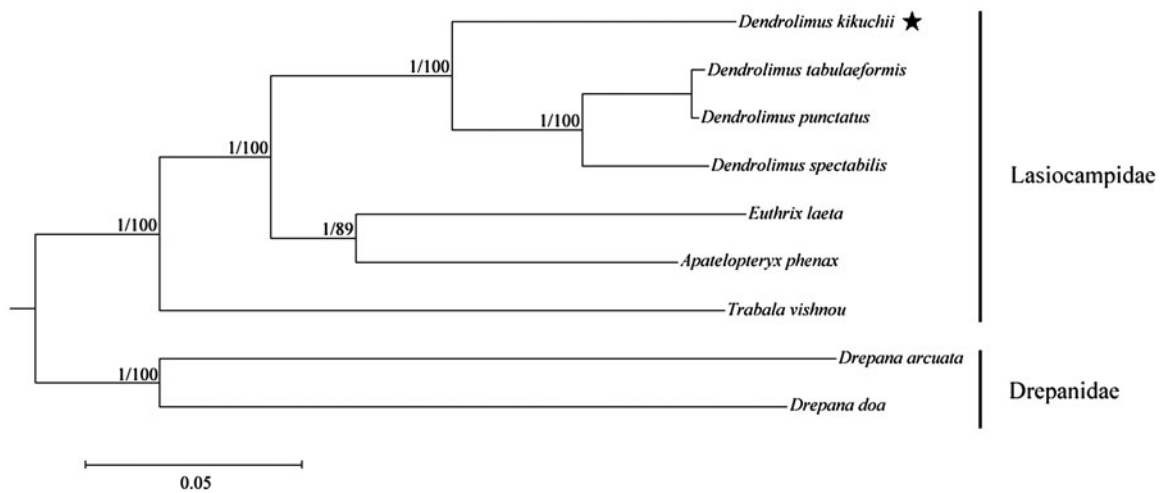 Dendrolimus kikuchii ★
1/100
Dendrolimus tabulaeformis
Dendrolimus punctatus
1/100
1/100
Dendrolimus spectabilis
Lasiocampidae
Euthrix laeta
1/100
1/89
Apatelopteryx phenax
Trabala vishnou
Drepana arcuata
1/100
Drepanidae
Drepana doa
0.05